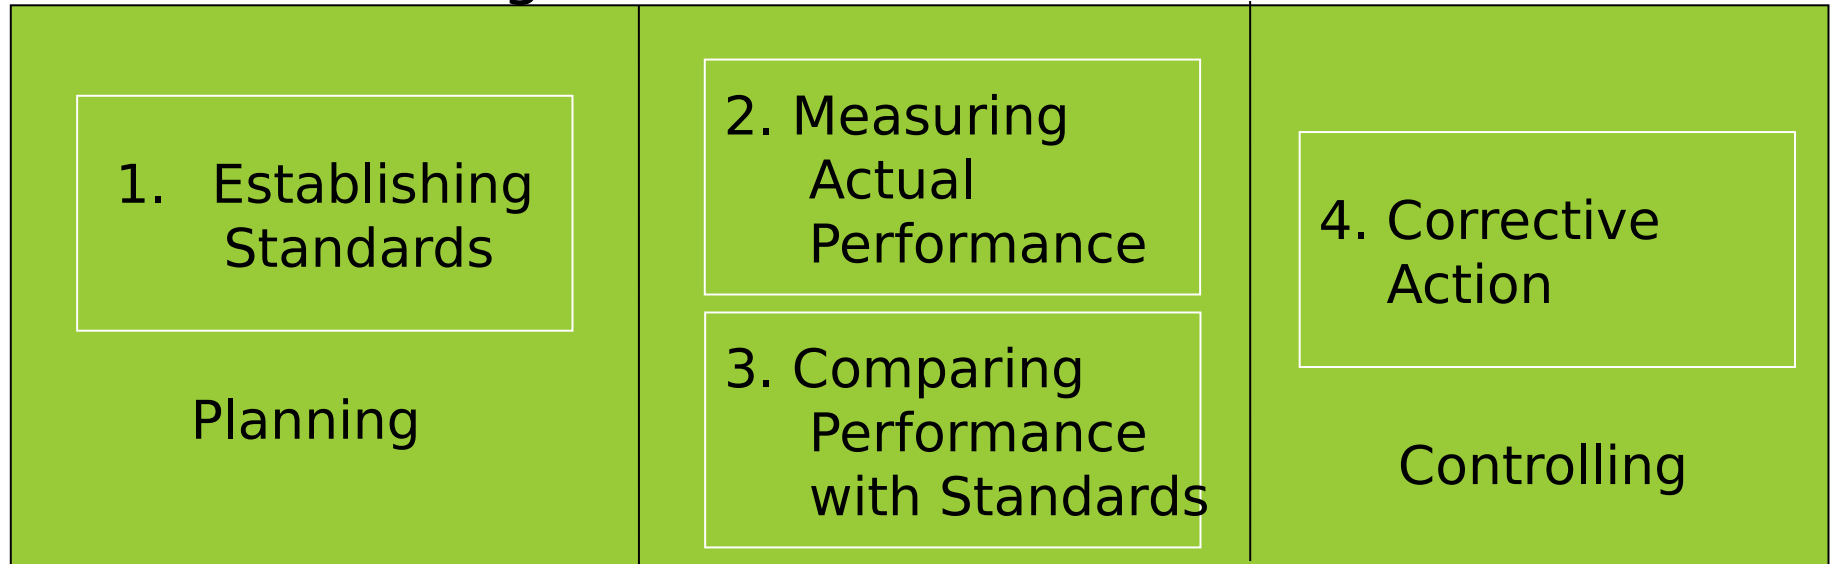 1. Establishing
Standards
Planning
2. Measuring
Actual
Performance
3. Comparing
Performance
with Standards
4. Corrective
Action
Controlling